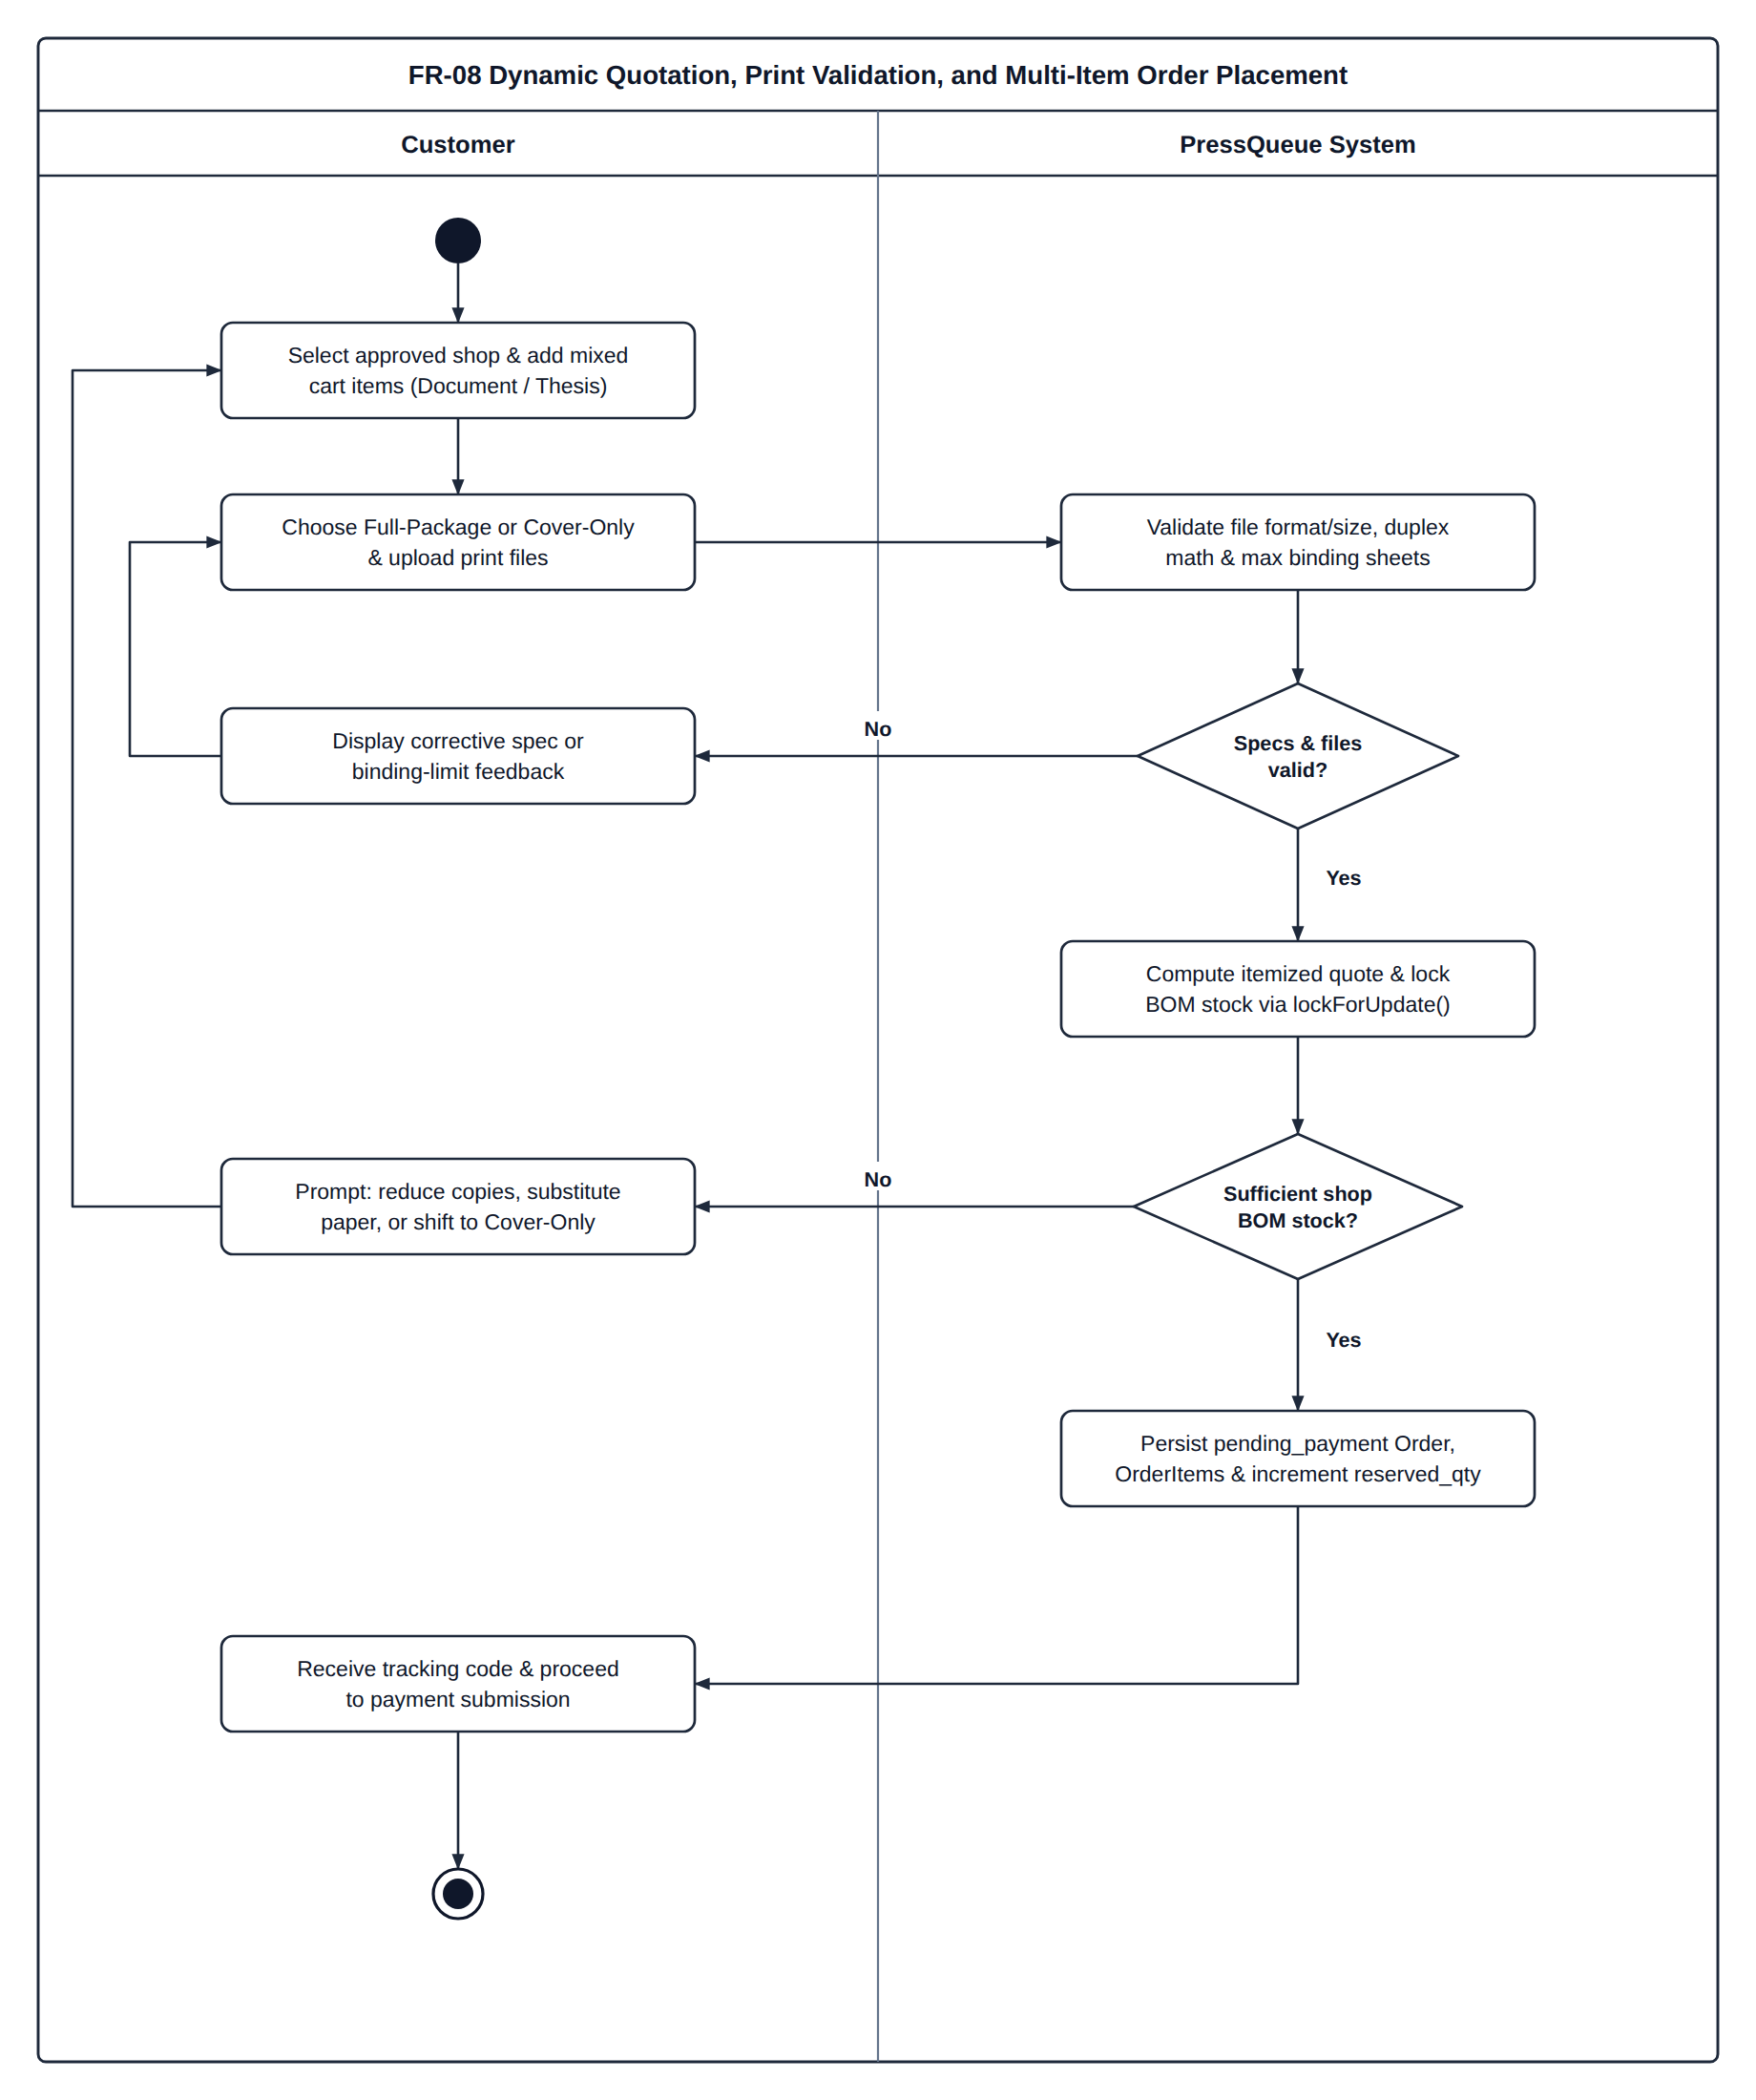 FR-08 Dynamic Quotation, Print Validation, and Multi-Item Order Placement
Customer
PressQueue System
Select approved shop & add mixed
cart items (Document / Thesis)
Choose Full-Package or Cover-Only
& upload print files
Validate file format/size, duplex
math & max binding sheets
Display corrective spec or
binding-limit feedback
No
Specs & files
valid?
Yes
Compute itemized quote & lock
BOM stock via lockForUpdate()
Prompt: reduce copies, substitute
paper, or shift to Cover-Only
No
Sufficient shop
BOM stock?
Yes
Persist pending_payment Order,
OrderItems & increment reserved_qty
Receive tracking code & proceed
to payment submission